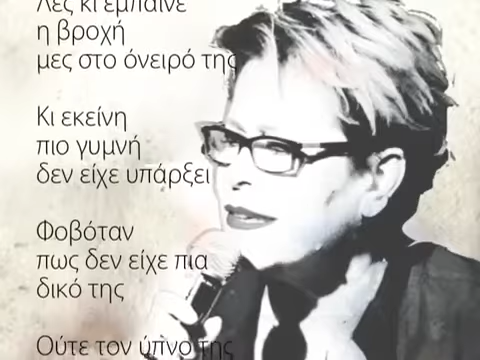 Λες κι έμπαινε
η βροχή
μες στο όνειρό της
Κι εκείνη
πιο γυμνή
δεν είχε υπάρξει
Φοβόταν
πως δεν είχε πια
δικό της
Ούτε τον ύπνο της